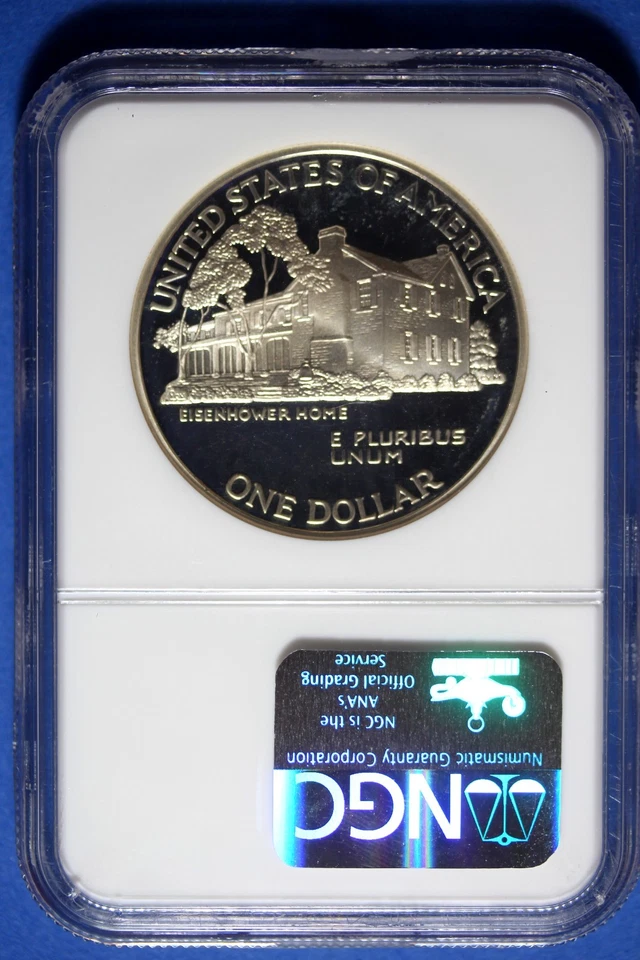 UNITED STATES OF AMERICA
EISENHOWER HOME
E PLURIBUS
UNUM
ONE DOLLAR
NGC
Numismatic Guaranty Corporation
NGC is the
ANA's
Official Grading
Service